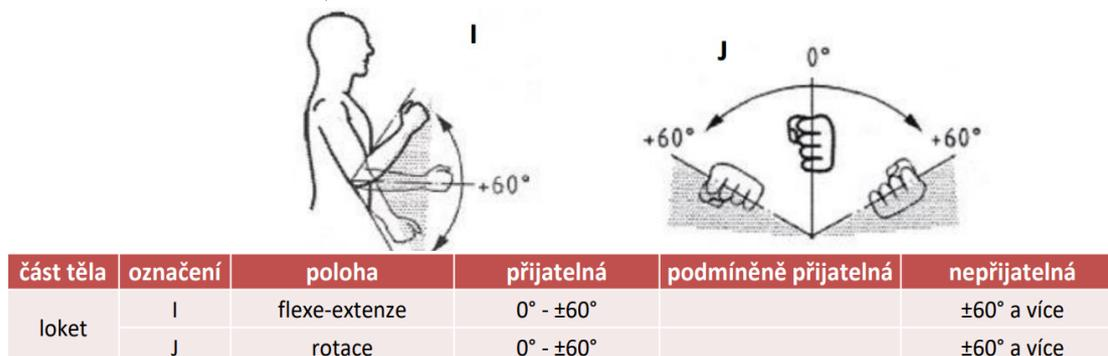 I
J
0°
+60°
+60°
+60°
část těla označení poloha přijatelná podmíněně přijatelná nepřijatelná
loket I flexe-extenze 0° - ±60° ±60° a více
J rotace 0° - ±60° ±60° a více